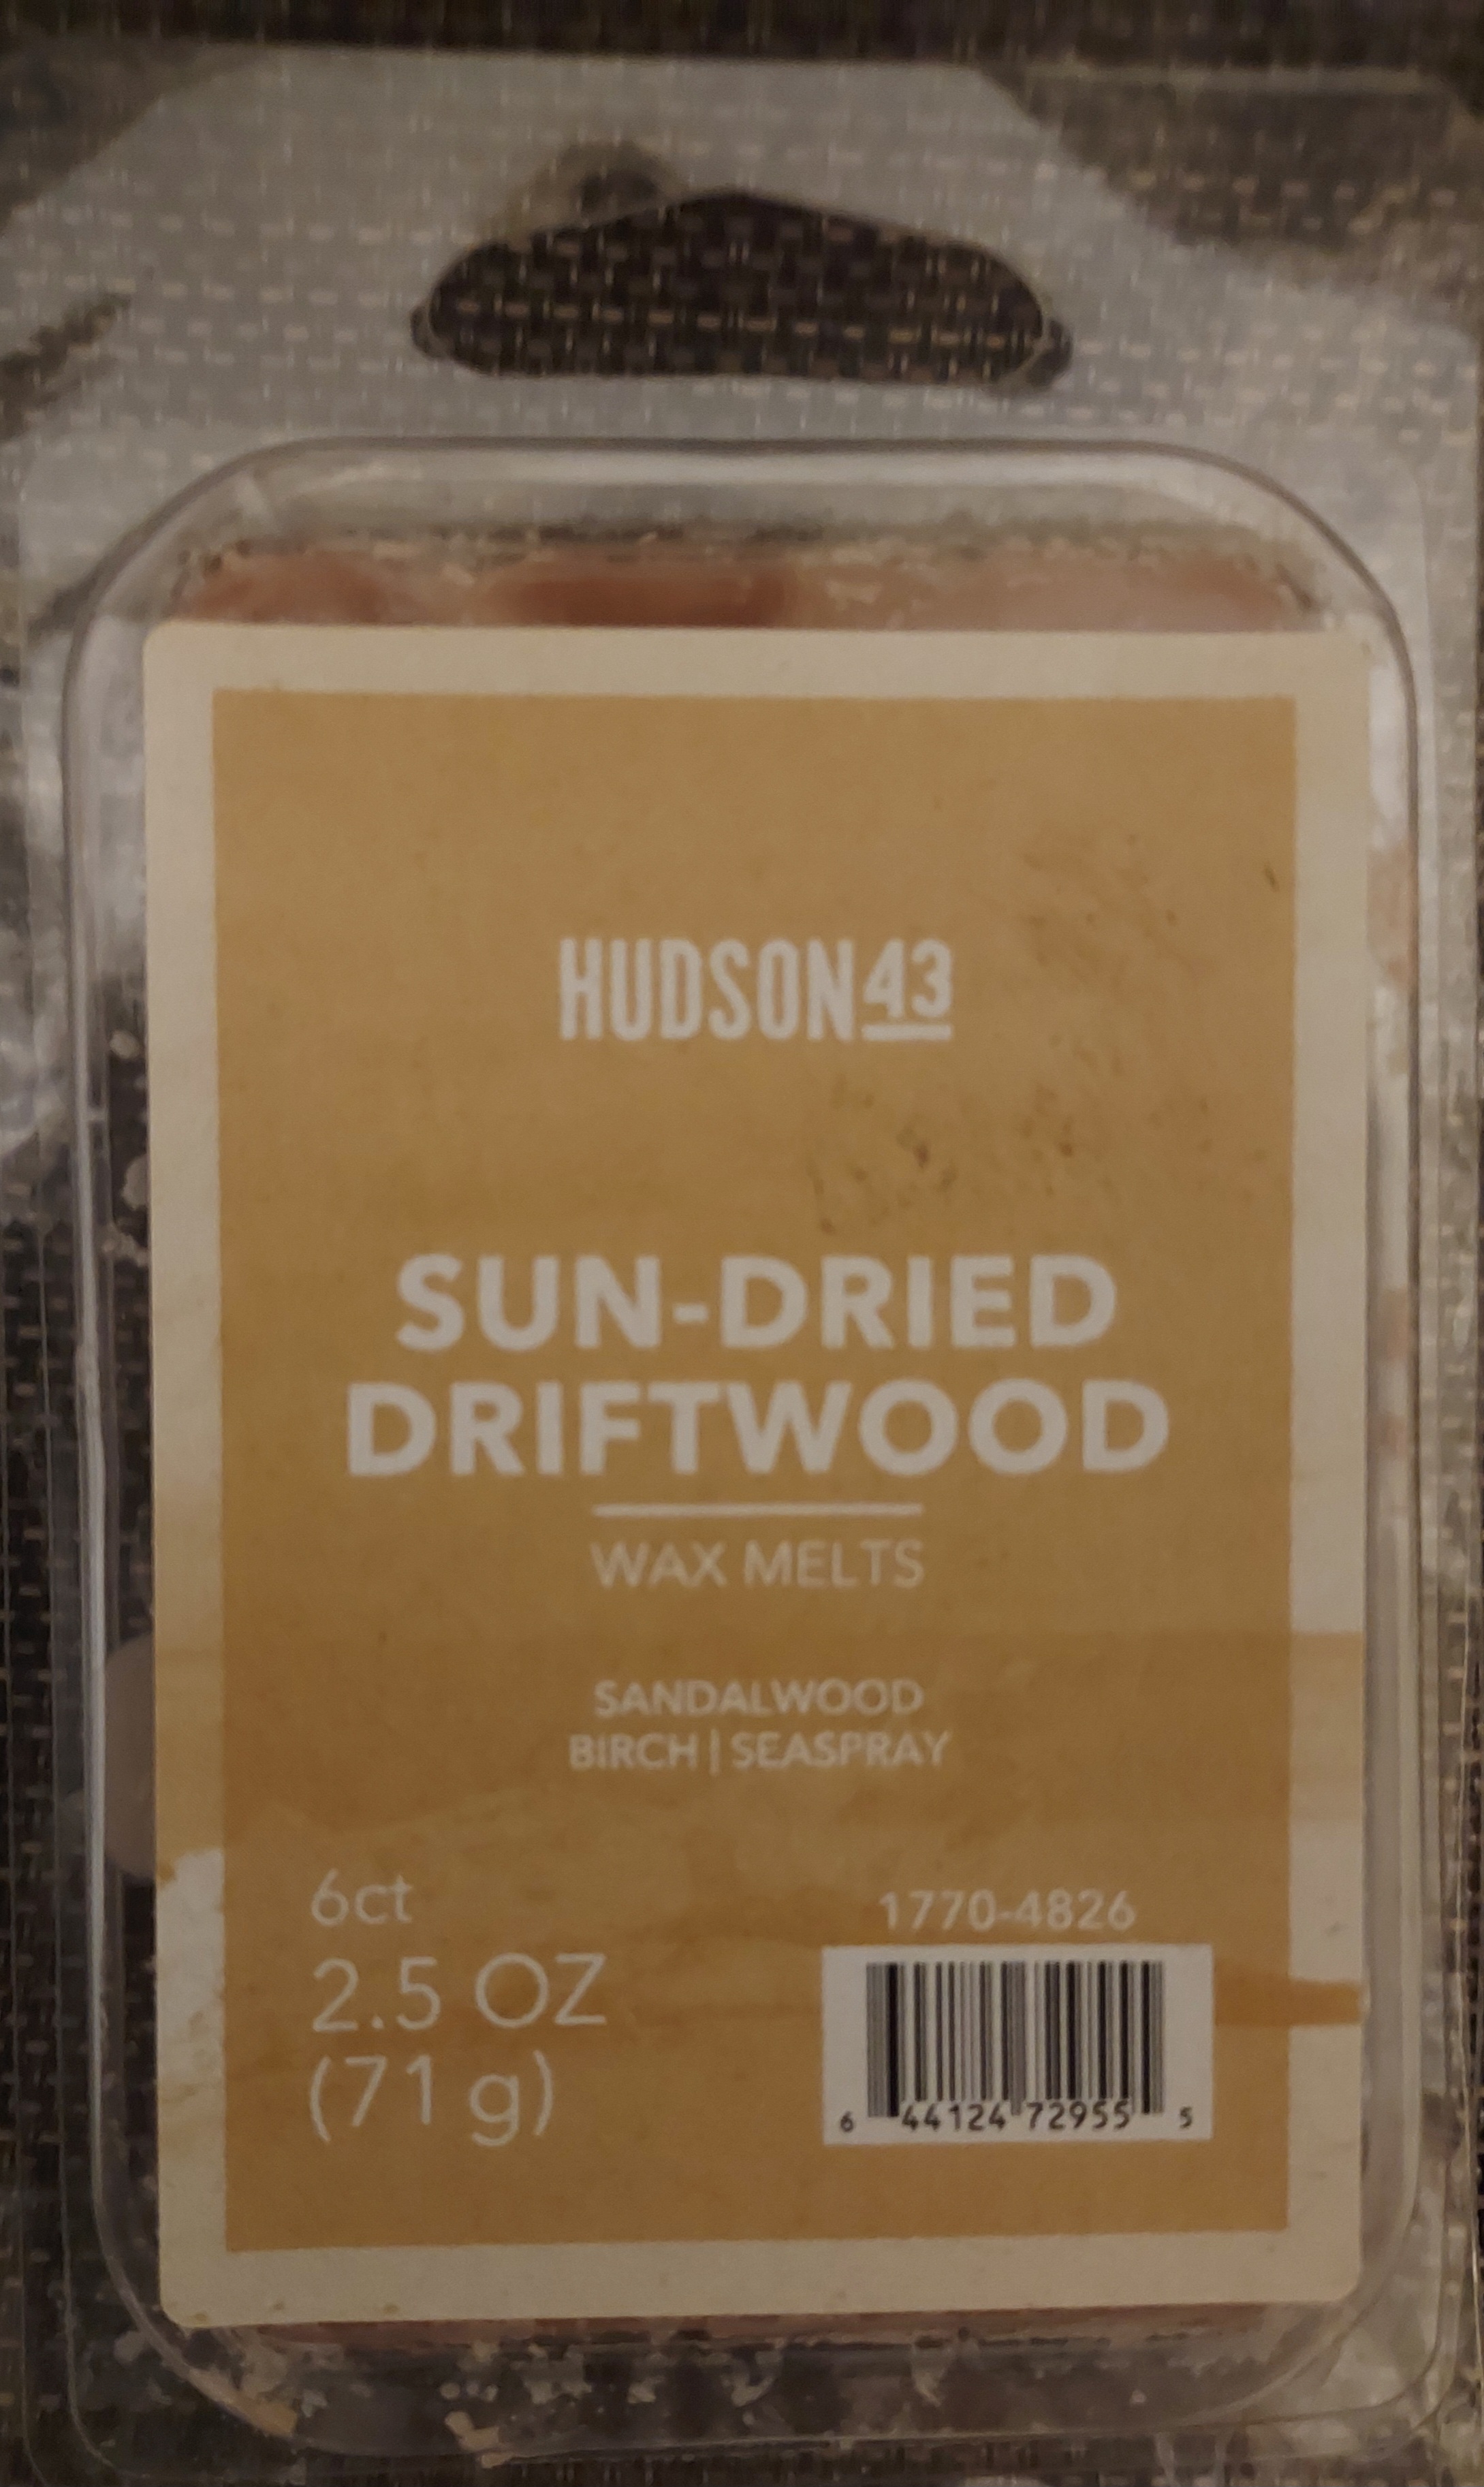 HUDSON43
SUN-DRIED
DRIFTWOOD
WAX MELTS
SANDALWOOD
BIRCH | SEASPRAY
6ct
2.5 OZ
(71 g)
1770-4826
6 44124 72955 5